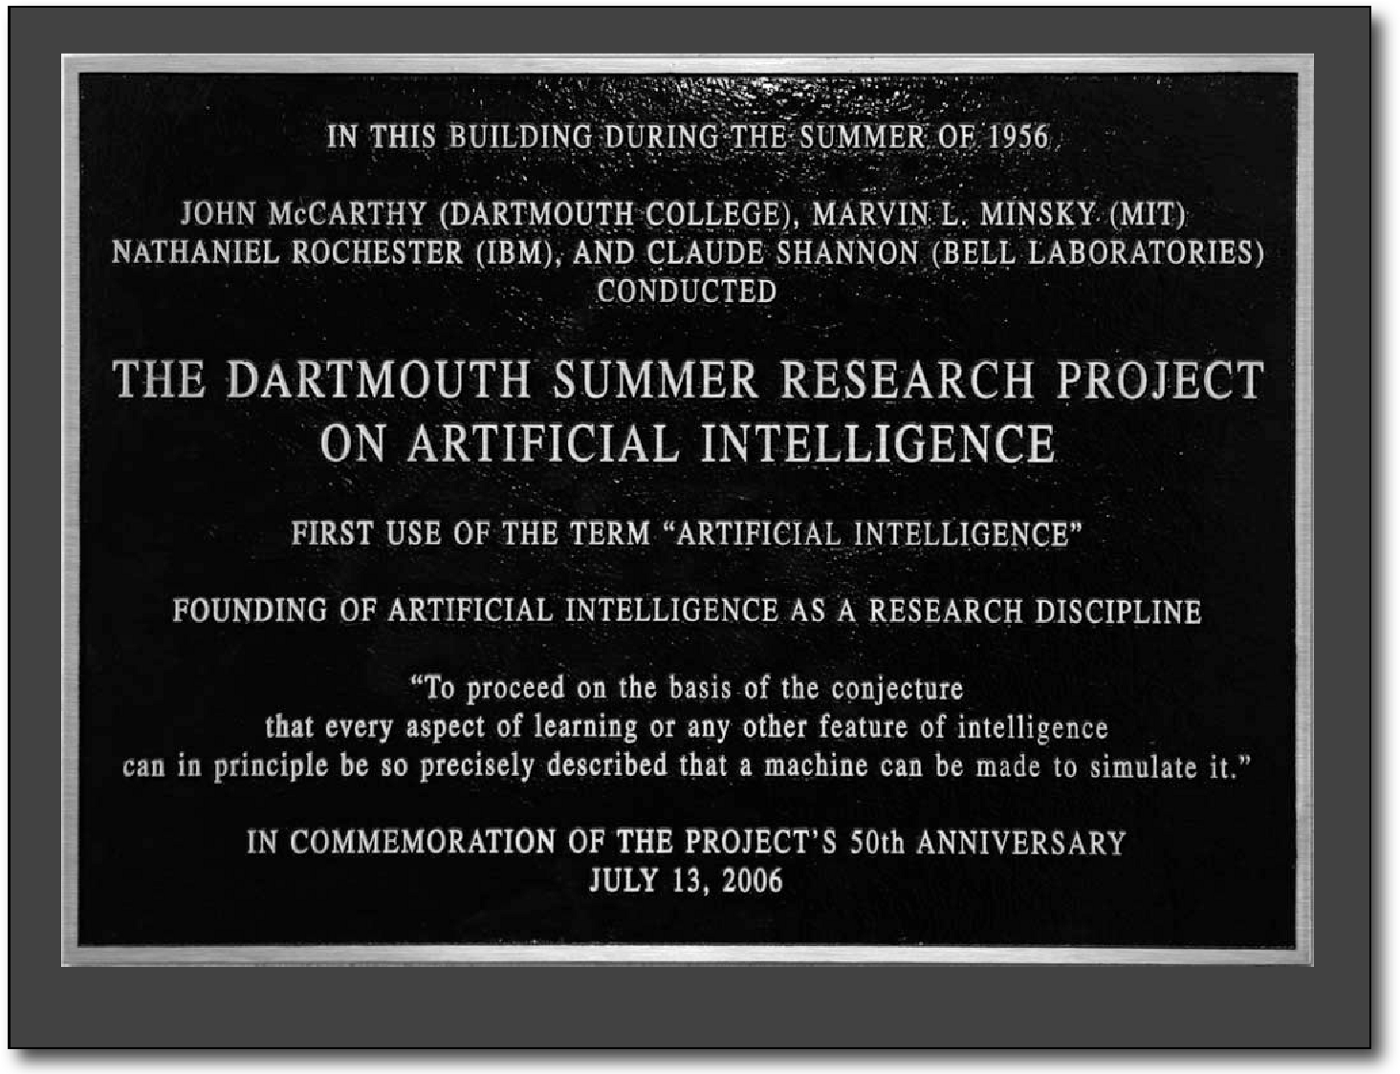 IN THIS BUILDING DURING THE SUMMER OF 1956
JOHN McCARTHY (DARTMOUTH COLLEGE), MARVIN L. MINSKY (MIT)
NATHANIEL ROCHESTER (IBM), AND CLAUDE SHANNON (BELL LABORATORIES)
CONDUCTED
THE DARTMOUTH SUMMER RESEARCH PROJECT
ON ARTIFICIAL INTELLIGENCE
FIRST USE OF THE TERM “ARTIFICIAL INTELLIGENCE”
FOUNDING OF ARTIFICIAL INTELLIGENCE AS A RESEARCH DISCIPLINE
“To proceed on the basis of the conjecture
that every aspect of learning or any other feature of intelligence
can in principle be so precisely described that a machine can be made to simulate it.”
IN COMMEMORATION OF THE PROJECT’S 50th ANNIVERSARY
JULY 13, 2006